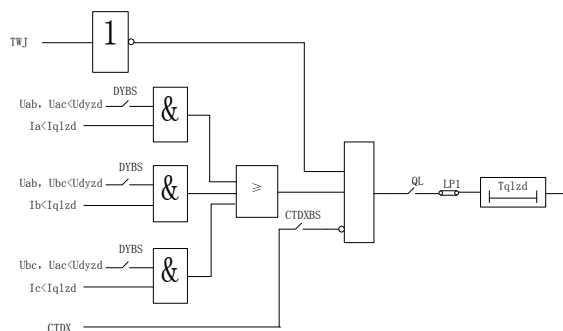 TWJ
1
DYBS
Uab, Uac<Udyzd
Ia<Iqlzd
&
DYBS
Uab, Ubc<Udyzd
Ib<Iqlzd
&
≥
QL
LP1
Tqlzd
CTDXBS
DYBS
Ubc, Uac<Udyzd
Ic<Iqlzd
&
CTDX